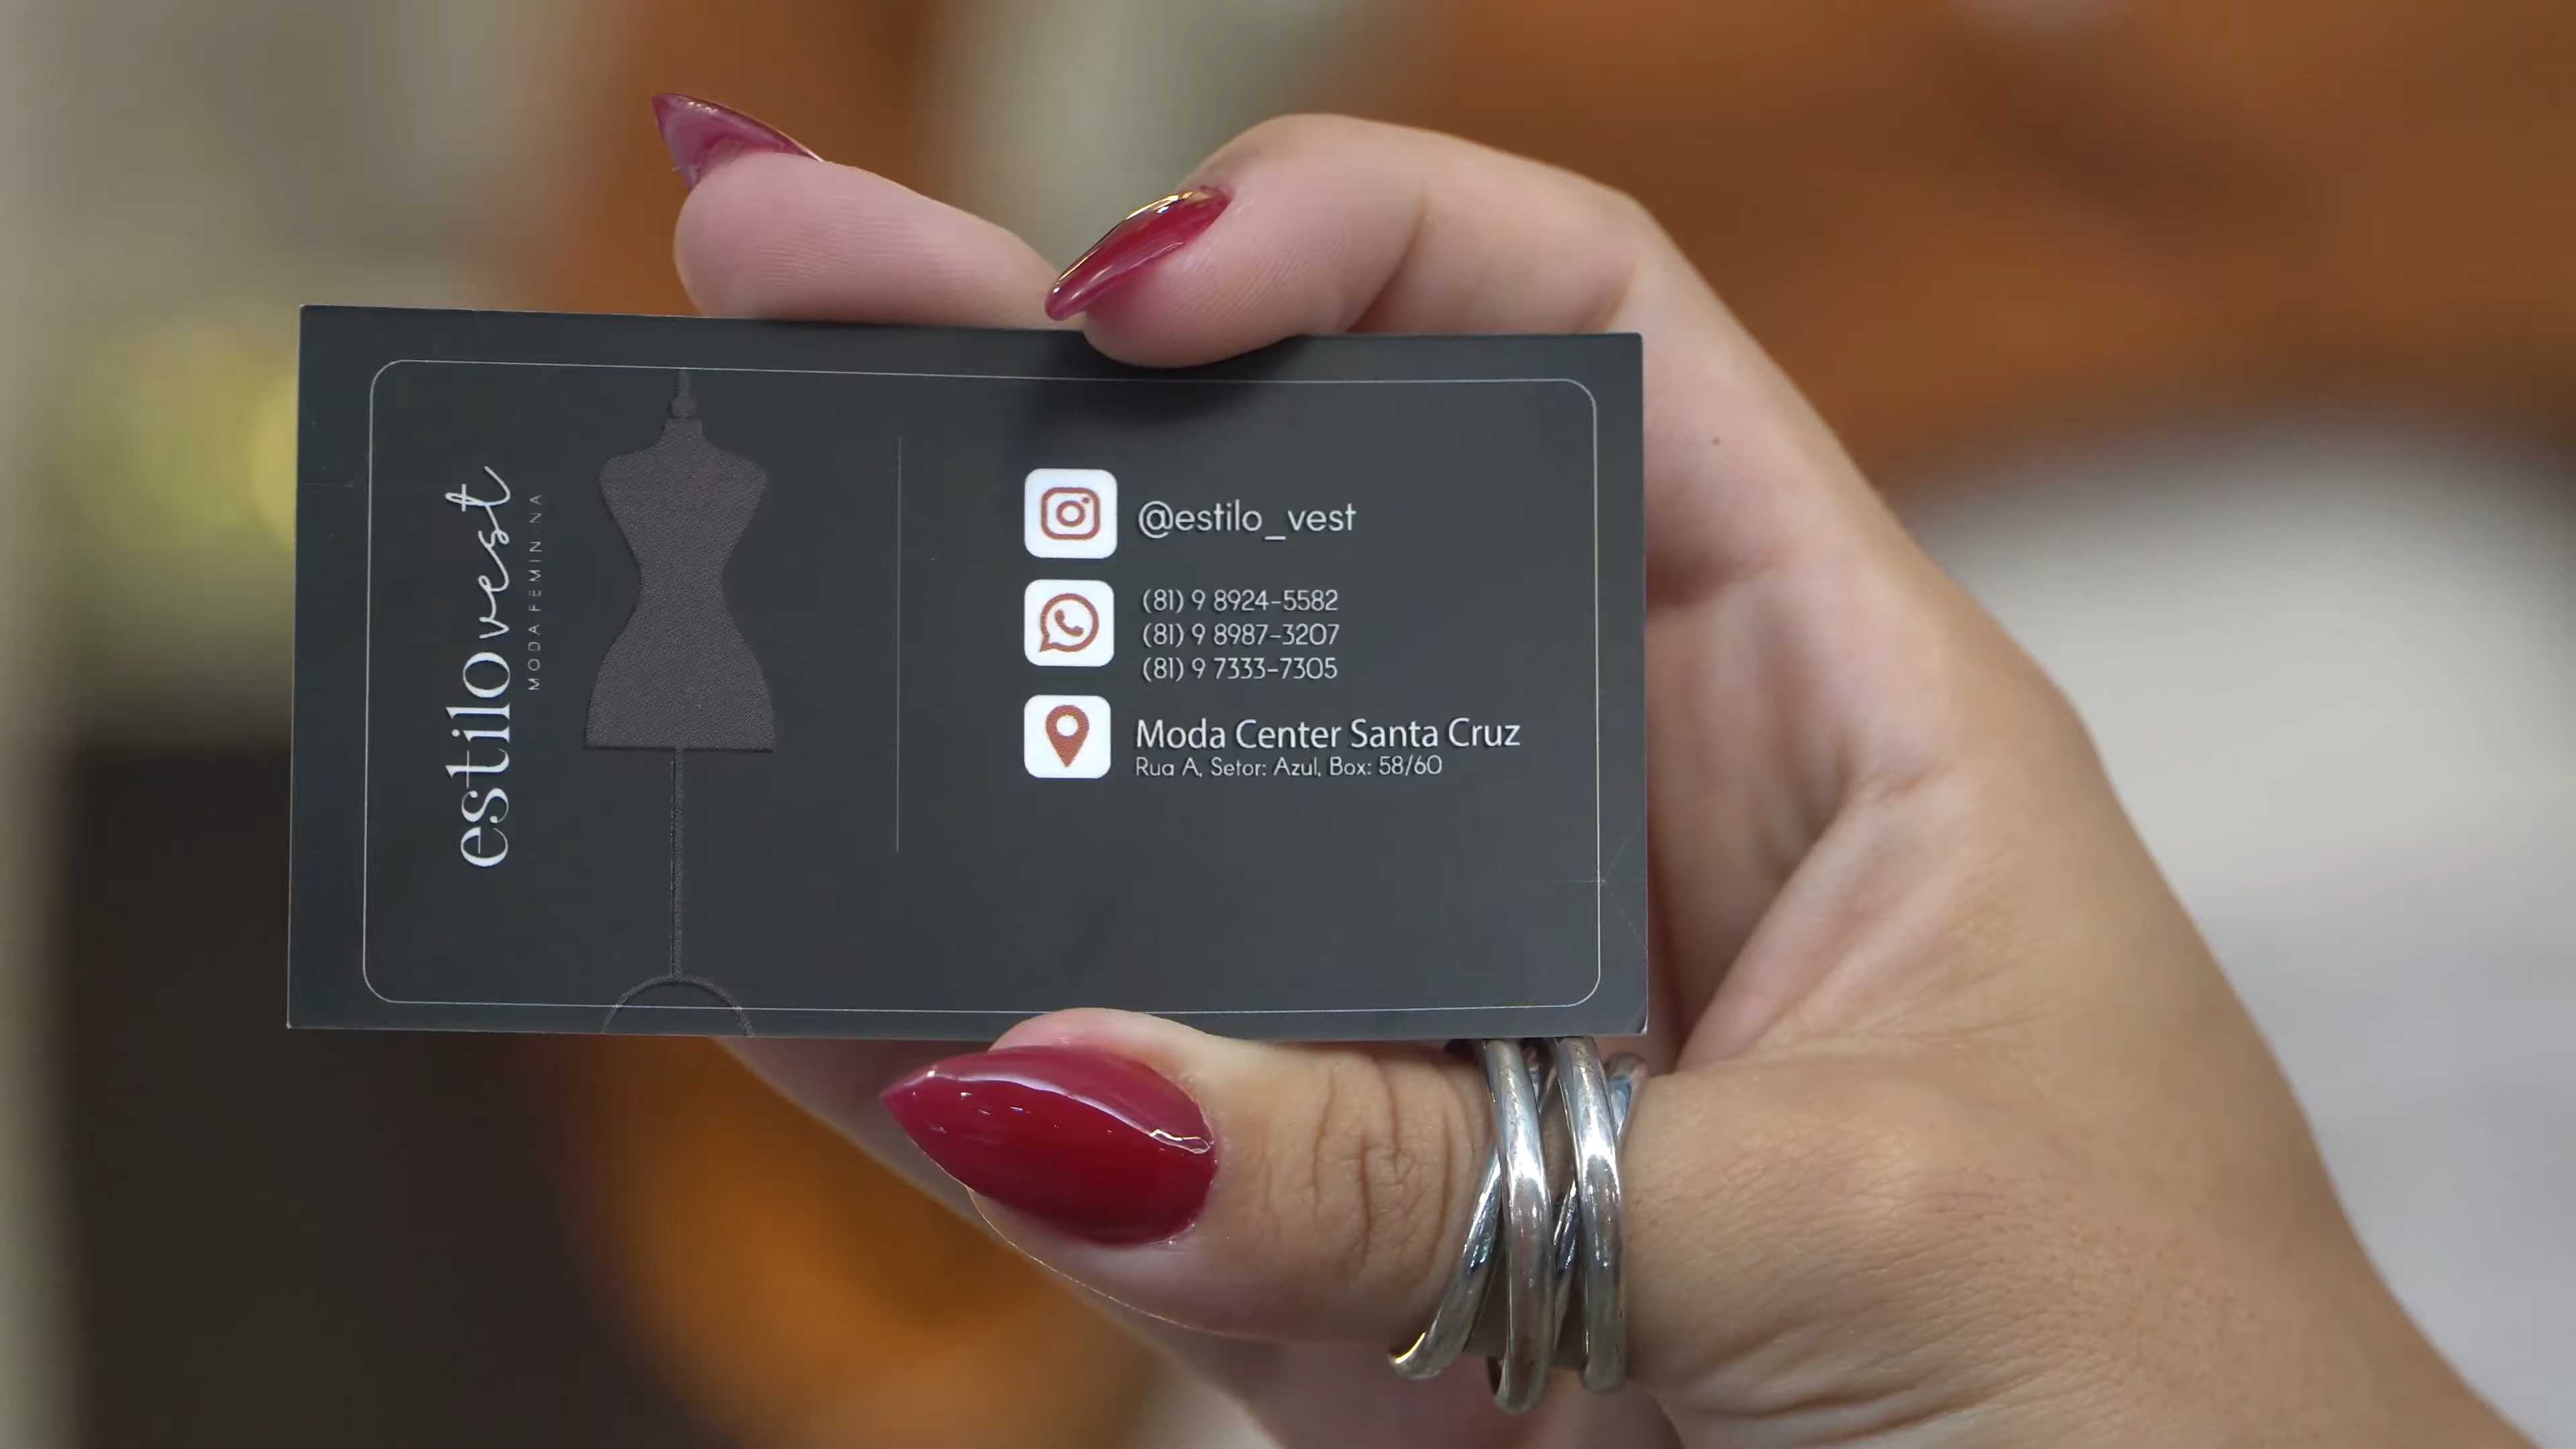 estilo vest
MODA FEMININA
@estilo_vest
(81) 9 8924-5582
(81) 9 8987-3207
(81) 9 7333-7305
Moda Center Santa Cruz
Rua A, Setor: Azul, Box: 58/60